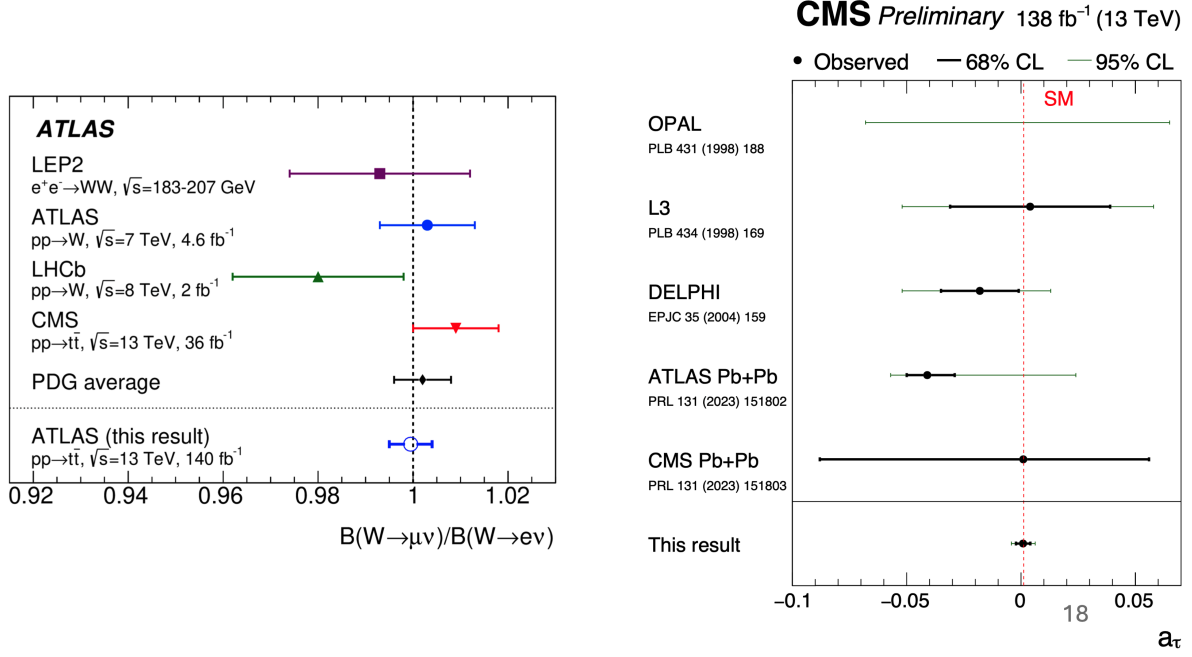 ATLAS
LEP2
e⁺e⁻→WW, √s=183-207 GeV
ATLAS
pp→W, √s=7 TeV, 4.6 fb⁻¹
LHCb
pp→W, √s=8 TeV, 2 fb⁻¹
CMS
pp→tt̄, √s=13 TeV, 36 fb⁻¹
PDG average
ATLAS (this result)
pp→tt̄, √s=13 TeV, 140 fb⁻¹
0.92 0.94 0.96 0.98 1 1.02
B(W→μν)/B(W→eν)
CMS Preliminary 138 fb⁻¹ (13 TeV)
Observed 68% CL 95% CL
SM
OPAL
PLB 431 (1998) 188
L3
PLB 434 (1998) 169
DELPHI
EPJC 35 (2004) 159
ATLAS Pb+Pb
PRL 131 (2023) 151802
CMS Pb+Pb
PRL 131 (2023) 151803
This result
−0.1 −0.05 0 0.05
18
aτ